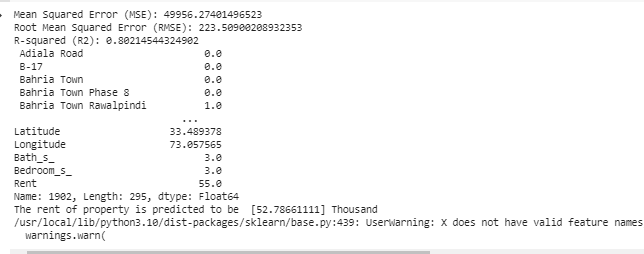 Mean Squared Error (MSE): 49956.27401496523
Root Mean Squared Error (RMSE): 223.50900208932353
R-squared (R2): 0.80214544324902
Adiala Road 0.0
B-17 0.0
Bahria Town 0.0
Bahria Town Phase 8 0.0
Bahria Town Rawalpindi 1.0
...
Latitude 33.489378
Longitude 73.057565
Bath_s_ 3.0
Bedroom_s_ 3.0
Rent 55.0
Name: 1902, Length: 295, dtype: Float64
The rent of property is predicted to be [52.78661111] Thousand
/usr/local/lib/python3.10/dist-packages/sklearn/base.py:439: UserWarning: X does not have valid feature names
warnings.warn(